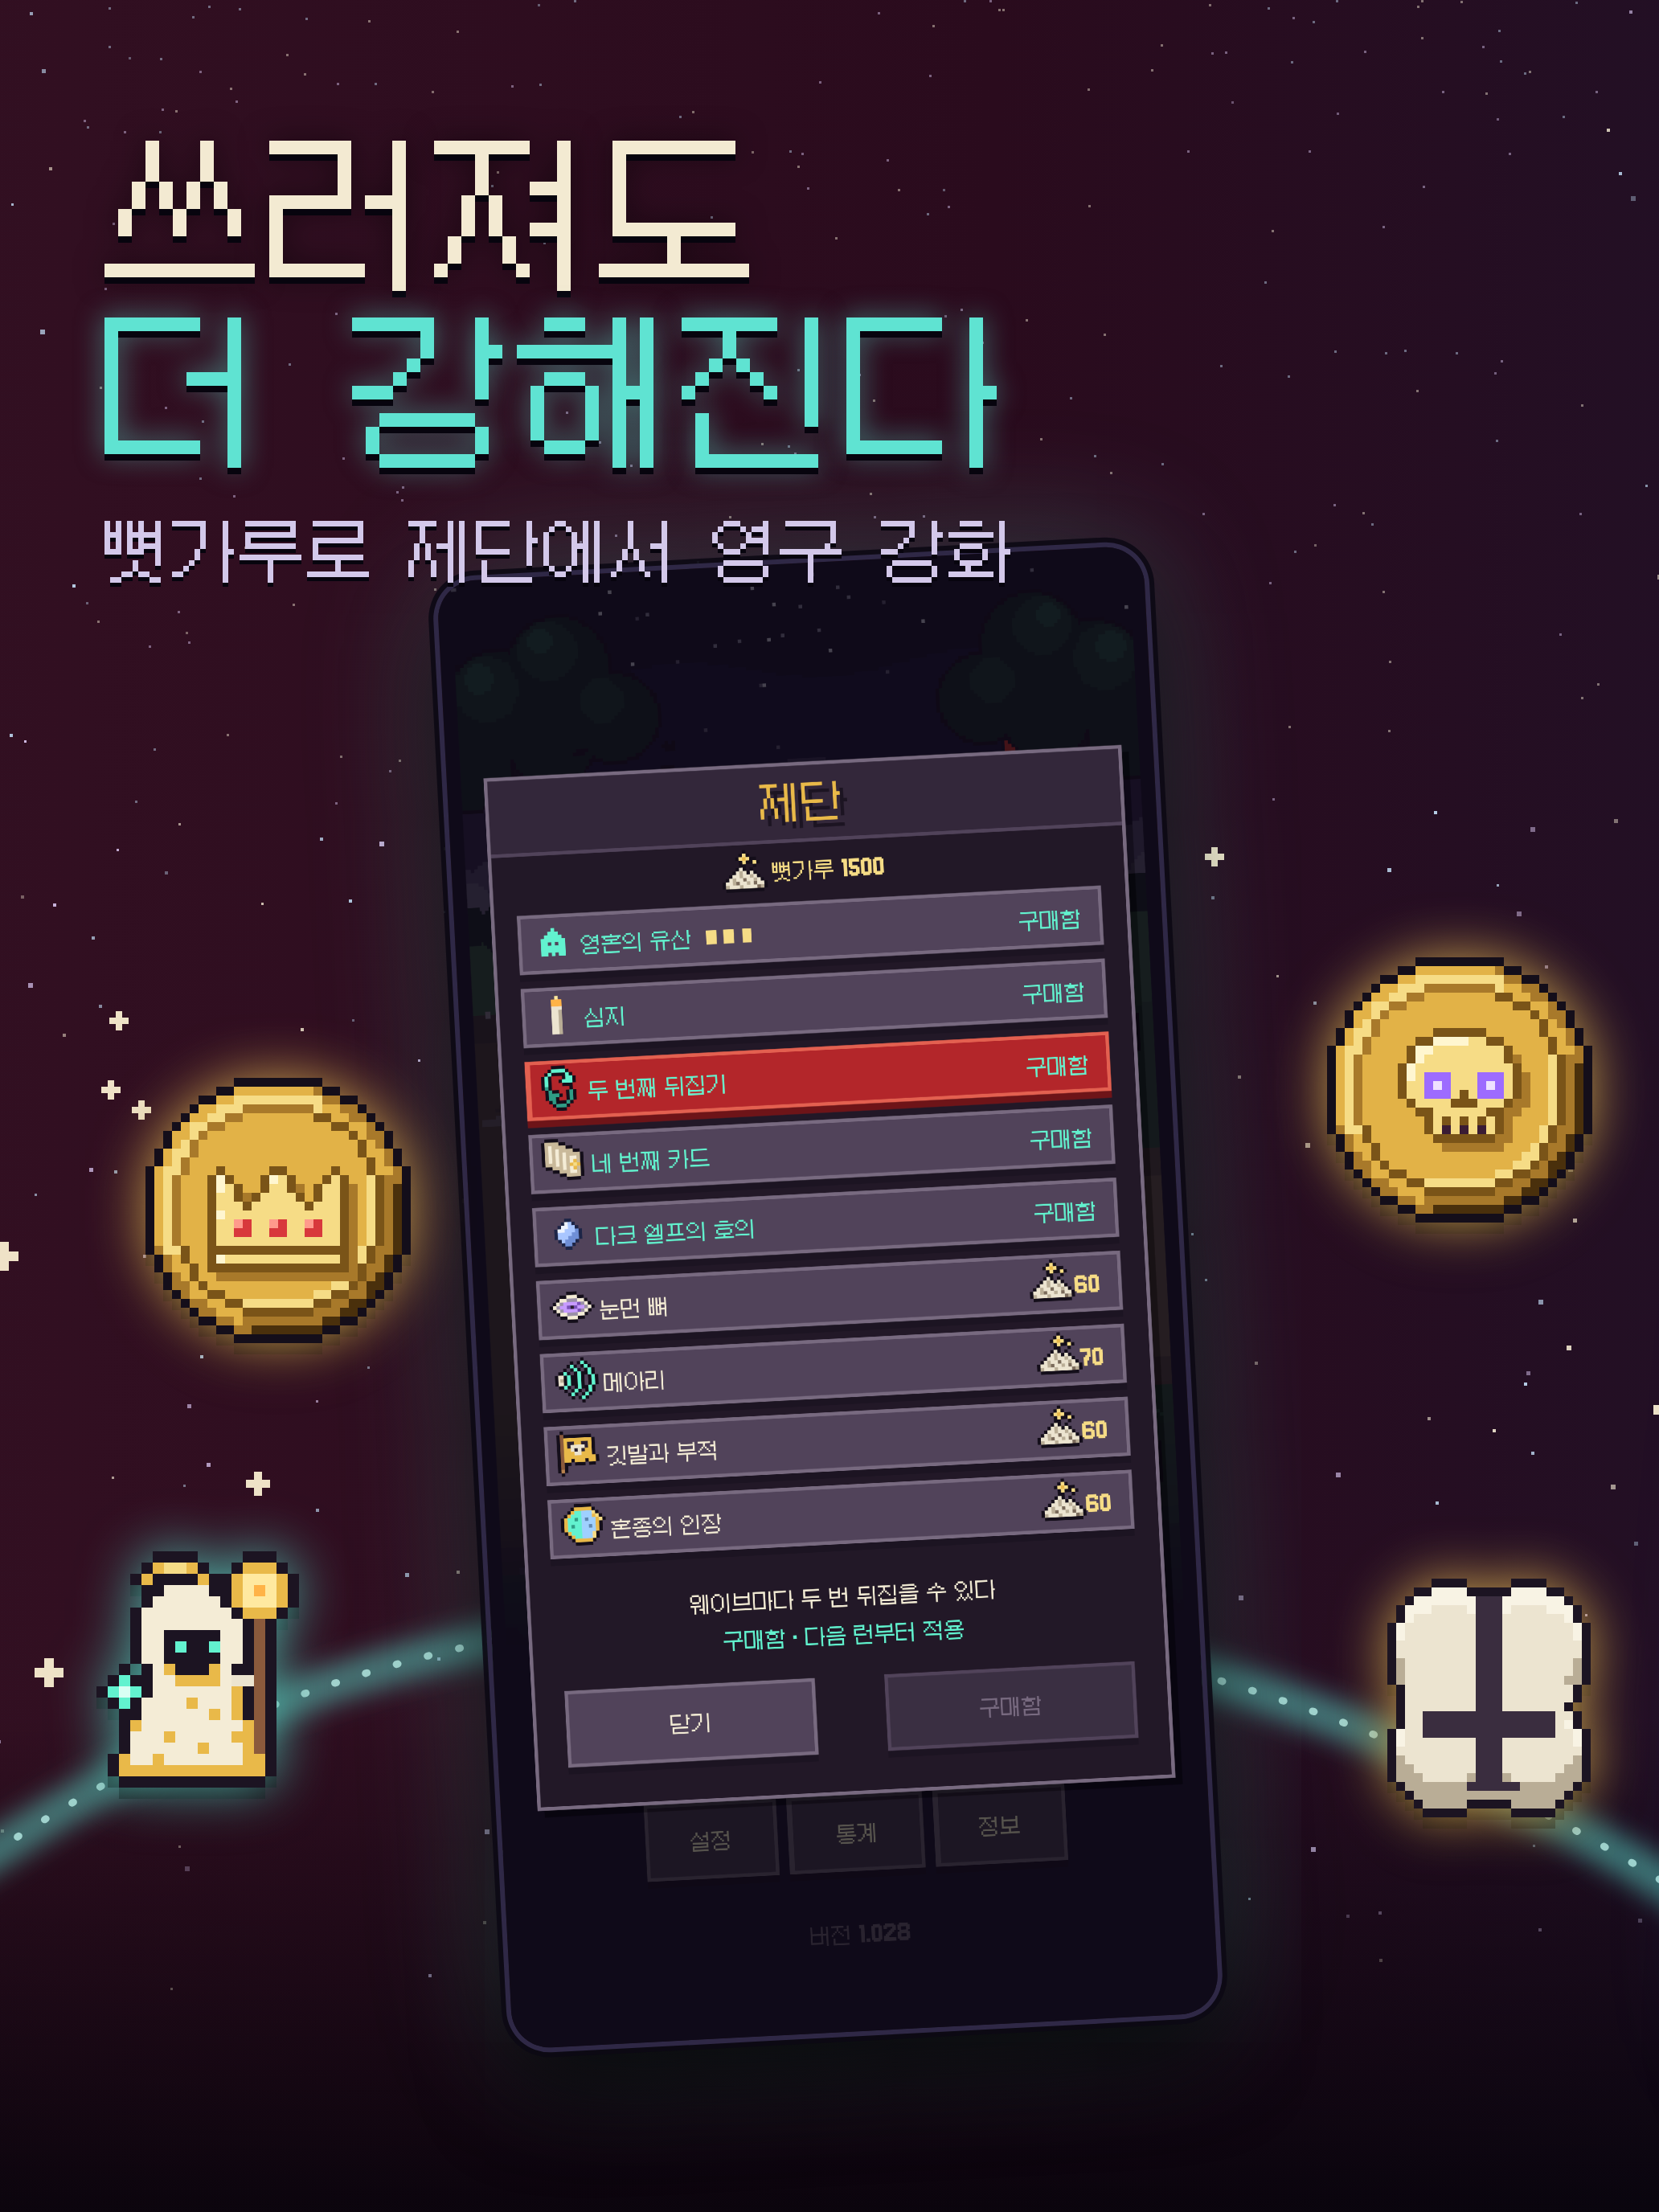 쓰러져도
더 강해진다
뼛가루로 제단에서 영구 강화
제단
뼛가루 1500
영혼의 유산 구매함
심지 구매함
두 번째 뒤집기 구매함
네 번째 카드 구매함
다크 엘프의 호의 구매함
눈먼 뼈 60
메아리 70
깃발과 부적 60
혼종의 인장 60
웨이브마다 두 번 뒤집을 수 있다
구매함 · 다음 런부터 적용
닫기 구매함
설정 통계 정보
버전 1.028